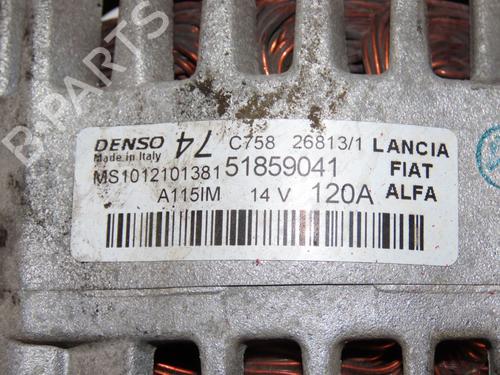 B-PARTS
DENSO 74 C758 26813/1 LANCIA
Made in Italy FIAT
MS1012101381 51859041
A115IM 14 V 120A ALFA